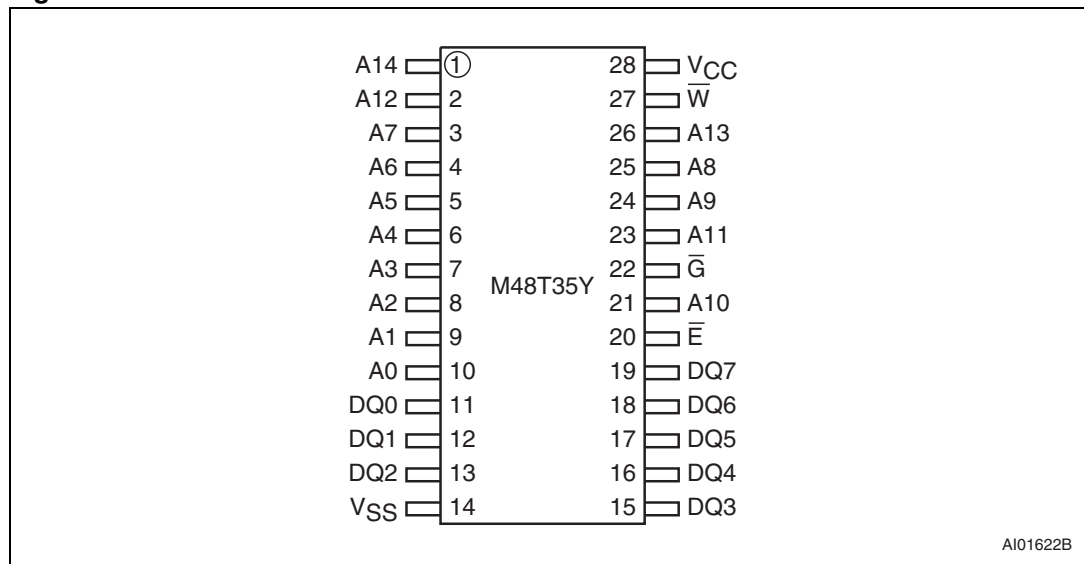 A14 1 28 VCC
A12 2 27 W̅
A7 3 26 A13
A6 4 25 A8
A5 5 24 A9
A4 6 23 A11
A3 7 22 G̅
M48T35Y
A2 8 21 A10
A1 9 20 E̅
A0 10 19 DQ7
DQ0 11 18 DQ6
DQ1 12 17 DQ5
DQ2 13 16 DQ4
VSS 14 15 DQ3
AI01622B